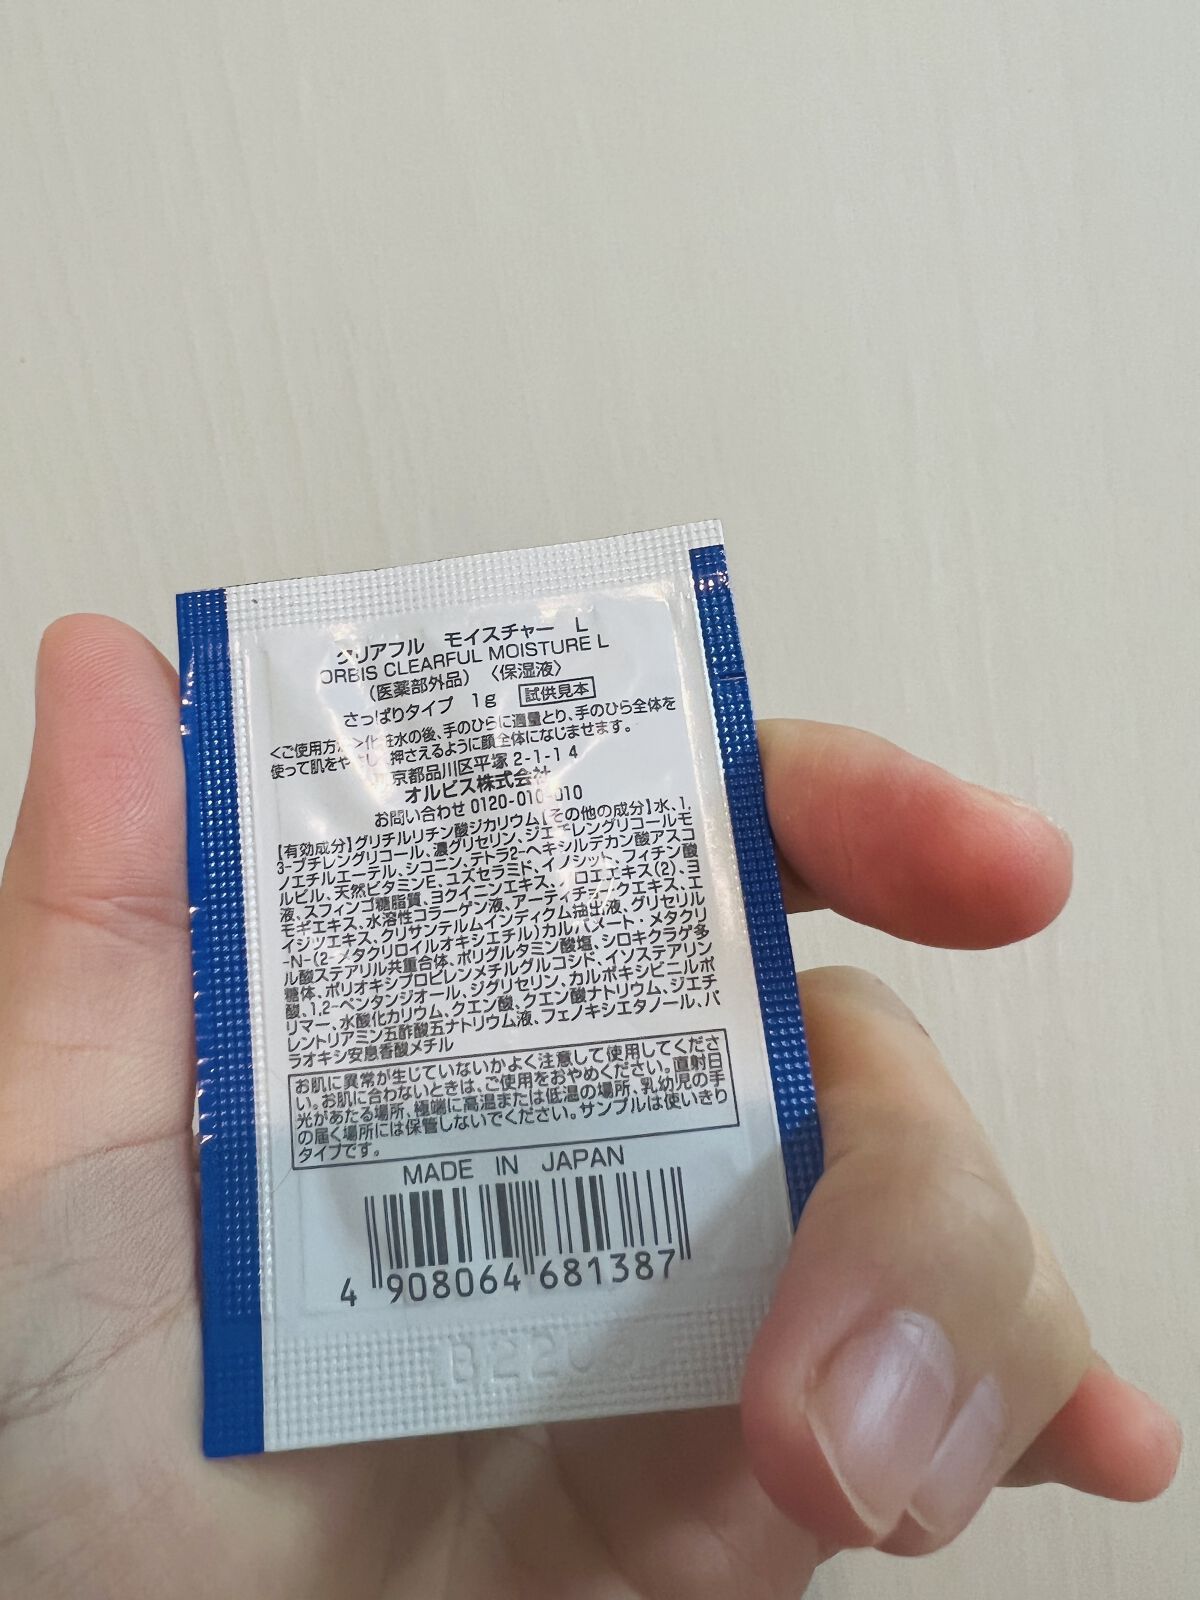 クリアフル モイスチャー L
ORBIS CLEARFUL MOISTURE L
(医薬部外品) 〈保湿液〉
さっぱりタイプ 1g 試供見本
<ご使用方法>化粧水の後、手のひらに適量とり、手のひら全体を
使って肌をやさしく押さえるように顔全体になじませます。
東京都品川区平塚 2-1-14
オルビス株式会社
お問い合わせ 0120-010-010
【有効成分】グリチルリチン酸ジカリウム【その他の成分】水、1,
3-ブチレングリコール、濃グリセリン、ジエチレングリコールモ
ノエチルエーテル、シコニン、テトラ2-ヘキシルデカン酸アスコ
ルビル、天然ビタミンE、ユズセラミド、イノシット、フィチン酸
液、スフィンゴ糖脂質、ヨクイニンエキス、アロエエキス(2)、ヨ
モギエキス、水溶性コラーゲン液、アーティチョークエキス、エ
イジツエキス、クリサンテルムインディクム抽出液、グリセリル
-N-(2-メタクリロイルオキシエチル)カルバメート・メタクリ
ル酸ステアリル共重合体、ポリグルタミン酸塩、シロキクラゲ多
糖体、ポリオキシプロピレンメチルグルコシド、イソステアリン
酸、1,2-ペンタンジオール、ジグリセリン、カルボキシビニルポ
リマー、水酸化カリウム、クエン酸、クエン酸ナトリウム、ジエチ
レントリアミン五酢酸五ナトリウム液、フェノキシエタノール、パ
ラオキシ安息香酸メチル
お肌に異常が生じていないかよく注意して使用してくださ
い。お肌に合わないときは、ご使用をおやめください。直射日
光があたる場所、極端に高温または低温の場所、乳幼児の手
の届く場所には保管しないでください。サンプルは使いきり
タイプです。
MADE IN JAPAN
4 908064 681387